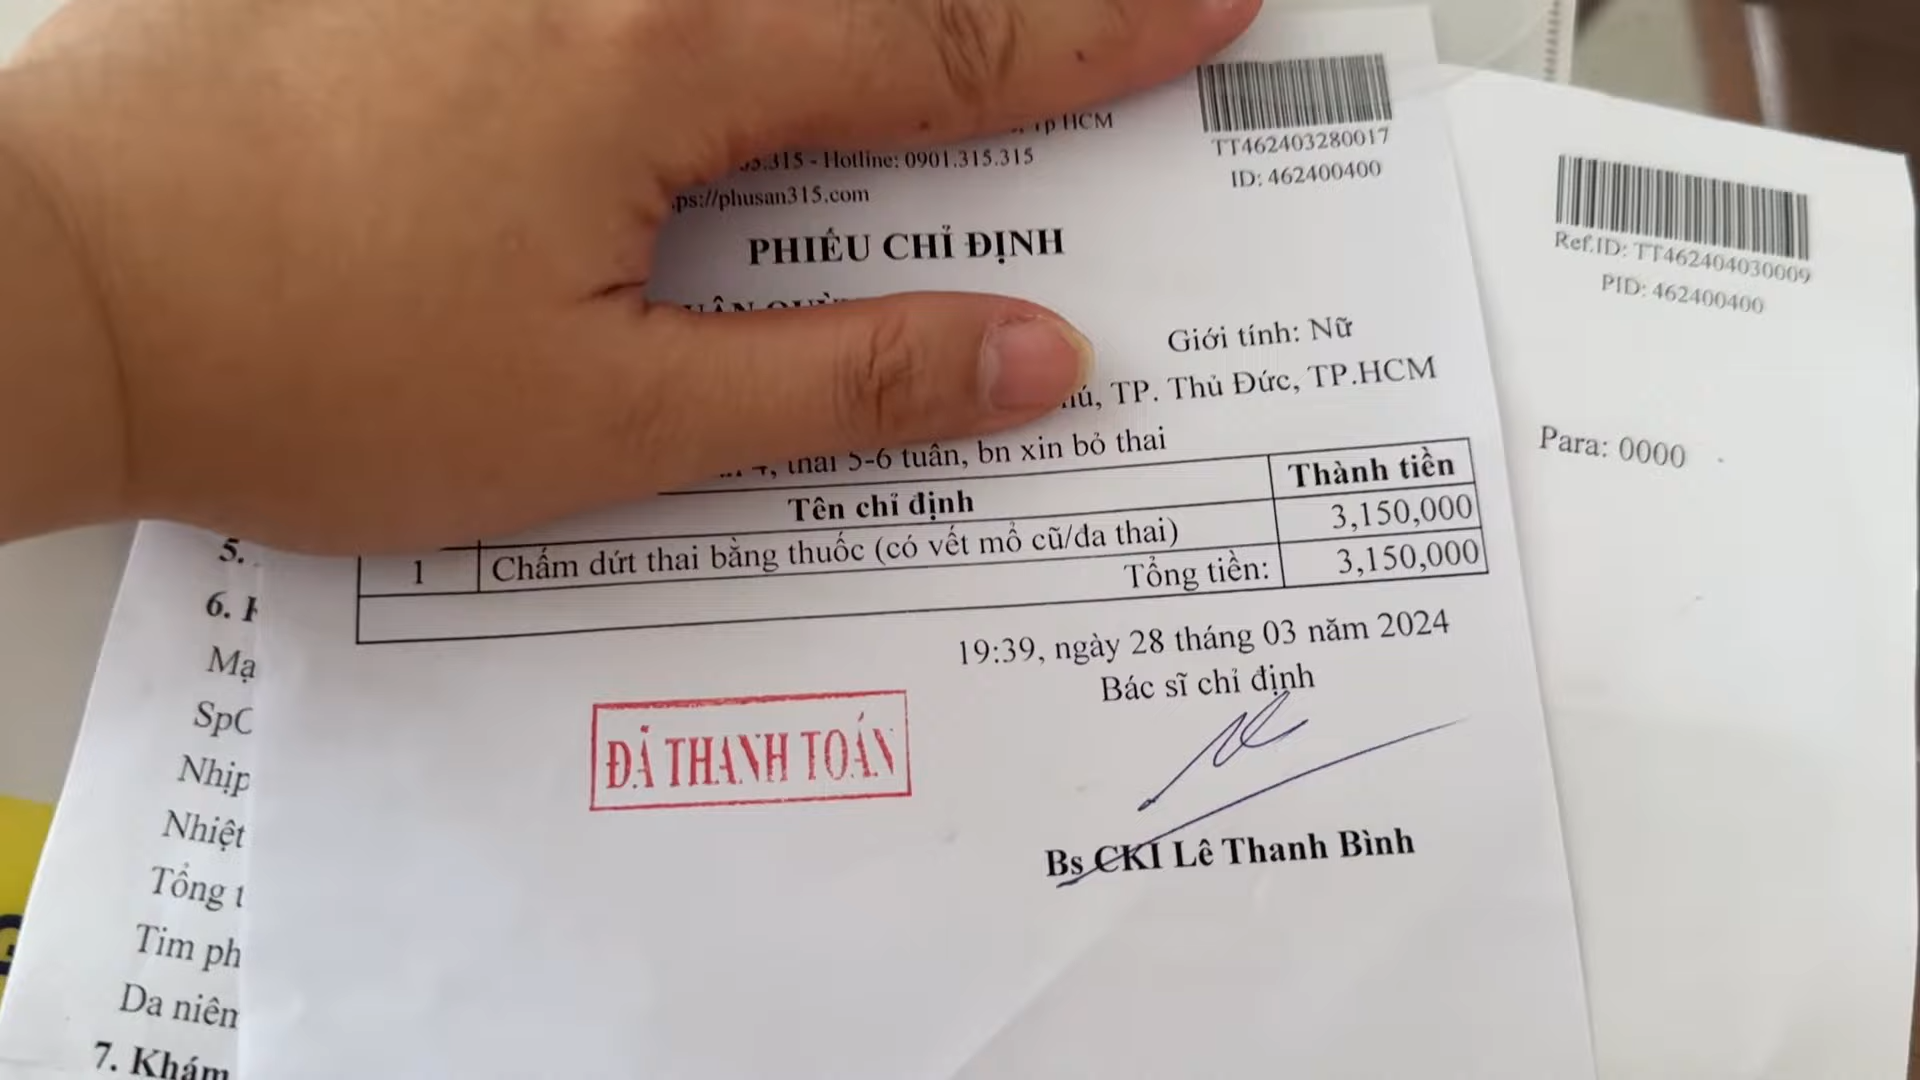 Tp HCM
315 - Hotline: 0901.315.315
ps://phusan315.com
TT462403280017
ID: 462400400
PHIẾU CHỈ ĐỊNH
Giới tính: Nữ
TP. Thủ Đức, TP.HCM
thai 5-6 tuần, bn xin bỏ thai
Tên chỉ định Thành tiền
1 Chấm dứt thai bằng thuốc (có vết mổ cũ/đa thai) 3,150,000
Tổng tiền: 3,150,000
19:39, ngày 28 tháng 03 năm 2024
Bác sĩ chỉ định
ĐÃ THANH TOÁN
Bs CKI Lê Thanh Bình
Ref.ID: TT462404030009
PID: 462400400
Para: 0000
5.
6.
Mạ
Nhịp
Nhiệt
Tổng t
Tim ph
Da niêm
7. Khám